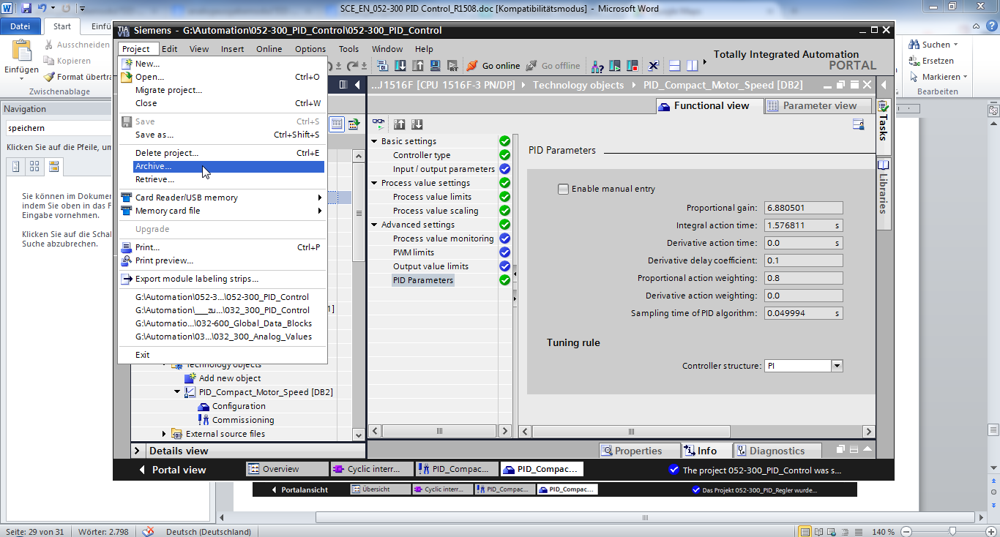 SCE_EN_052-300 PID Control_R1508.doc [Kompatibilitätsmodus] - Microsoft Word
Datei
Start
Einfü
Einfügen
Ausschneiden
Kopieren
Format übertra
Zwischenablage
Suchen
Ersetzen
Markieren
Bearbeiten
Navigation
speichern
Klicken Sie auf die Pfeile, um
Sie können im Dokumen
indem Sie oben in das F
Eingabe vornehmen.
Klicken Sie auf die Schal
Suche abzubrechen.
TIA
V13
Siemens - G:\Automation\052-300_PID_Control\052-300_PID_Control
Project Edit View Insert Online Options Tools Window Help
Go online
Go offline
Totally Integrated Automation
PORTAL
New...
Open... Ctrl+O
Migrate project...
Close Ctrl+W
Save Ctrl+S
Save as... Ctrl+Shift+S
Delete project... Ctrl+E
Archive...
Retrieve...
Card Reader/USB memory
Memory card file
Upgrade
Print... Ctrl+P
Print preview...
Export module labeling strips...
G:\Automation\052-3...\052-300_PID_Control
G:\Automation\___zu...\032_300_PID_Control
G:\Automatio...\032-600_Global_Data_Blocks
G:\Automation\03...\032_300_Analog_Values
Exit
1]
Technology objects
Add new object
PID_Compact_Motor_Speed [DB2]
Configuration
Commissioning
External source files
Details view
...J1516F [CPU 1516F-3 PN/DP]
Technology objects
PID_Compact_Motor_Speed [DB2]
Functional view
Parameter view
Basic settings
Controller type
Input / output parameters
Process value settings
Process value limits
Process value scaling
Advanced settings
Process value monitoring
PWM limits
Output value limits
PID Parameters
PID Parameters
Enable manual entry
Proportional gain: 6.880501
Integral action time: 1.576811 s
Derivative action time: 0.0 s
Derivative delay coefficient: 0.1
Proportional action weighting: 0.8
Derivative action weighting: 0.0
Sampling time of PID algorithm: 0.049994 s
Tuning rule
Controller structure: PI
Tasks
Libraries
Properties
Info
Diagnostics
Portal view
Overview
Cyclic interr...
PID_Compac...
PID_Compac...
The project 052-300_PID_Control was s...
Portalansicht
Übersicht
Cyclic interr...
PID_Compac...
PID_Compac...
Das Projekt 052-300_PID_Regler wurde...
Seite: 29 von 31
Wörter: 2.798
Deutsch (Deutschland)
140 %